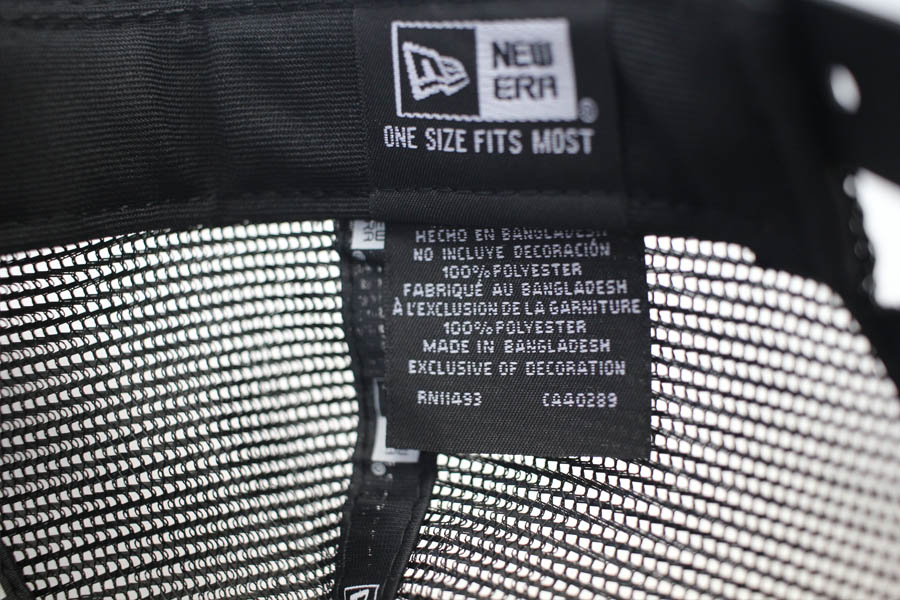 NEW
ERA
®
ONE SIZE FITS MOST
HECHO EN BANGLADESH
NO INCLUYE DECORACIÓN
100% POLYESTER
FABRIQUÉ AU BANGLADESH
À L'EXCLUSION DE LA GARNITURE
100% POLYESTER
MADE IN BANGLADESH
EXCLUSIVE OF DECORATION
RN11493 CA40289